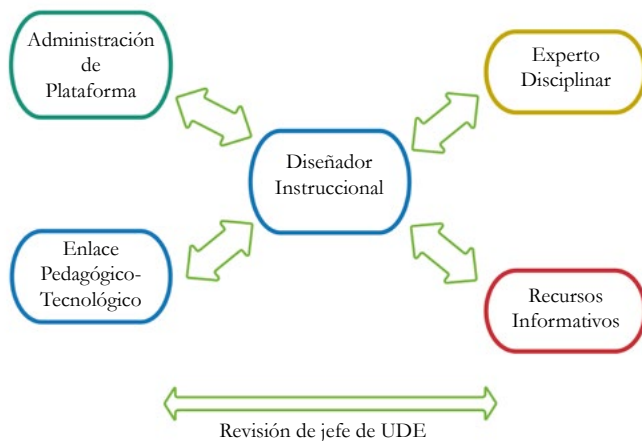 Administración
de
Plataforma
Experto
Disciplinar
Diseñador
Instruccional
Enlace
Pedagógico-
Tecnológico
Recursos
Informativos
Revisión de jefe de UDE